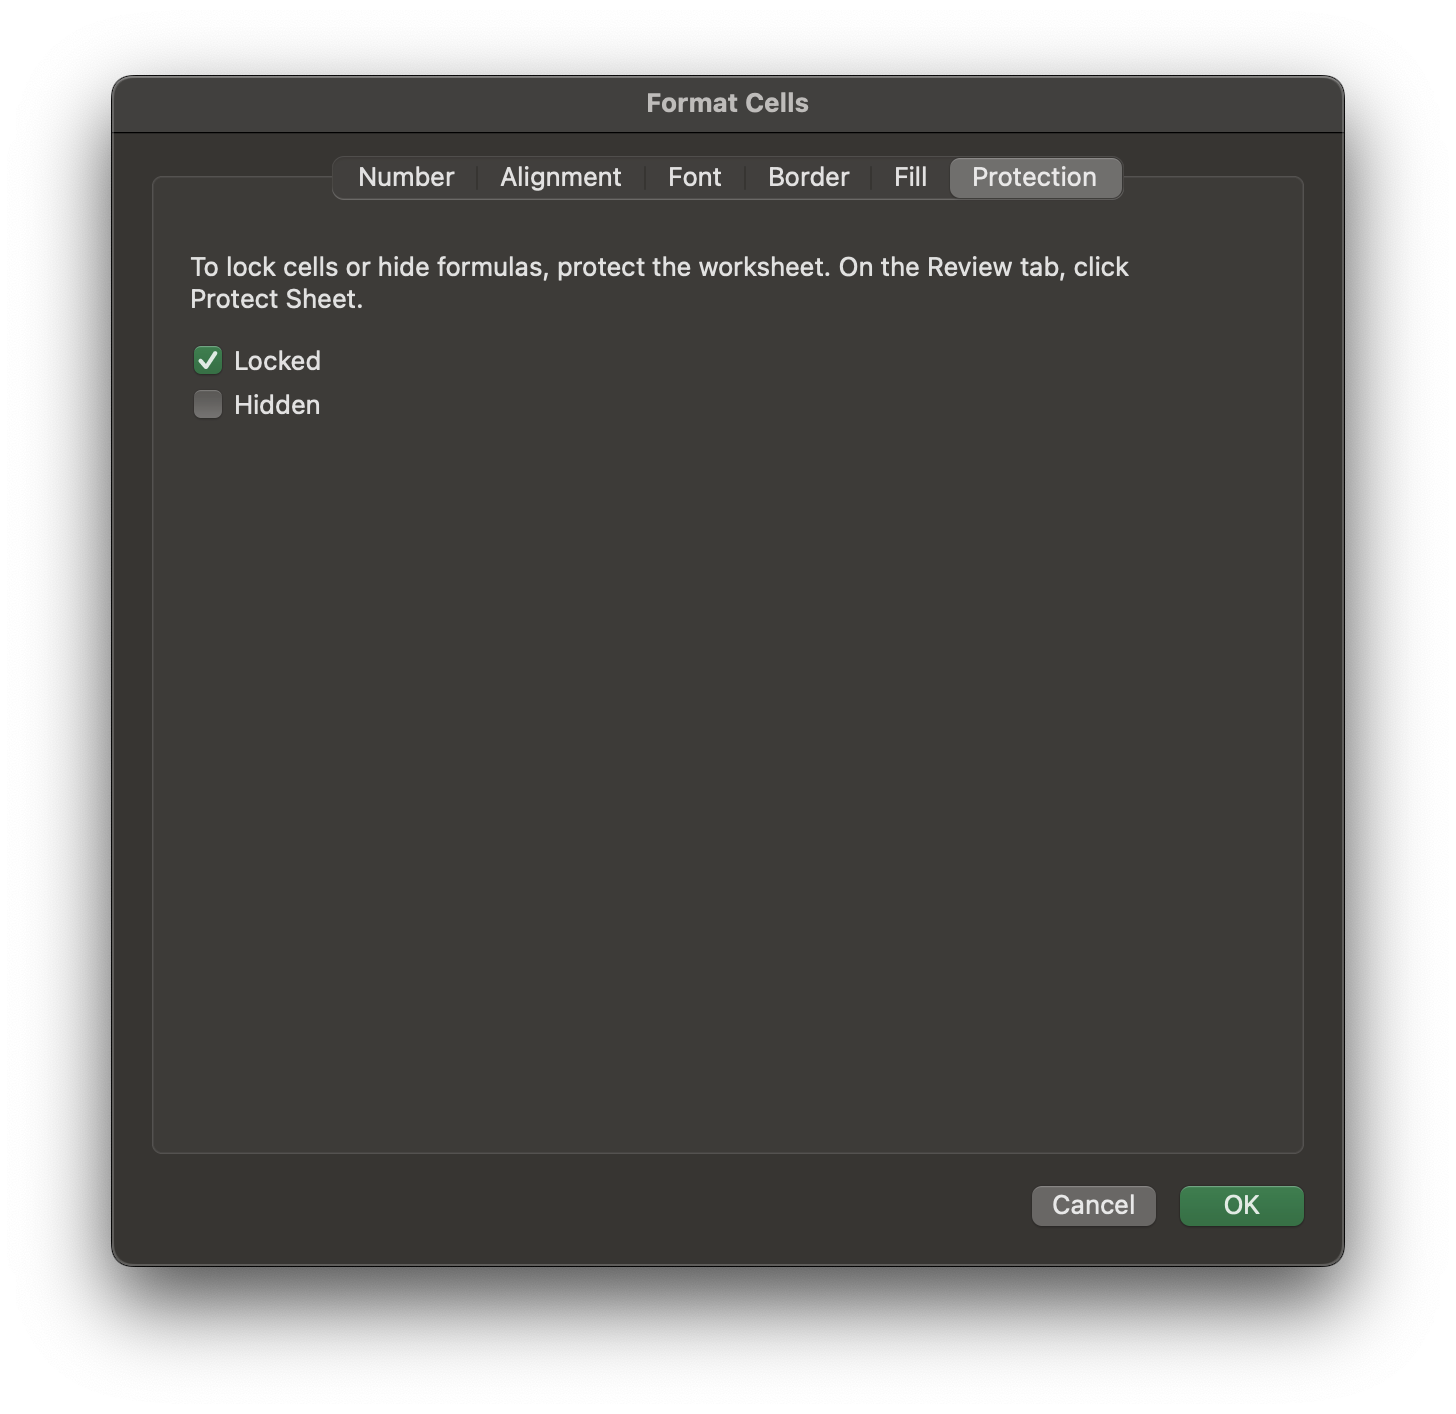 Format Cells
Number Alignment Font Border Fill Protection
To lock cells or hide formulas, protect the worksheet. On the Review tab, click
Protect Sheet.
Locked
Hidden
Cancel OK